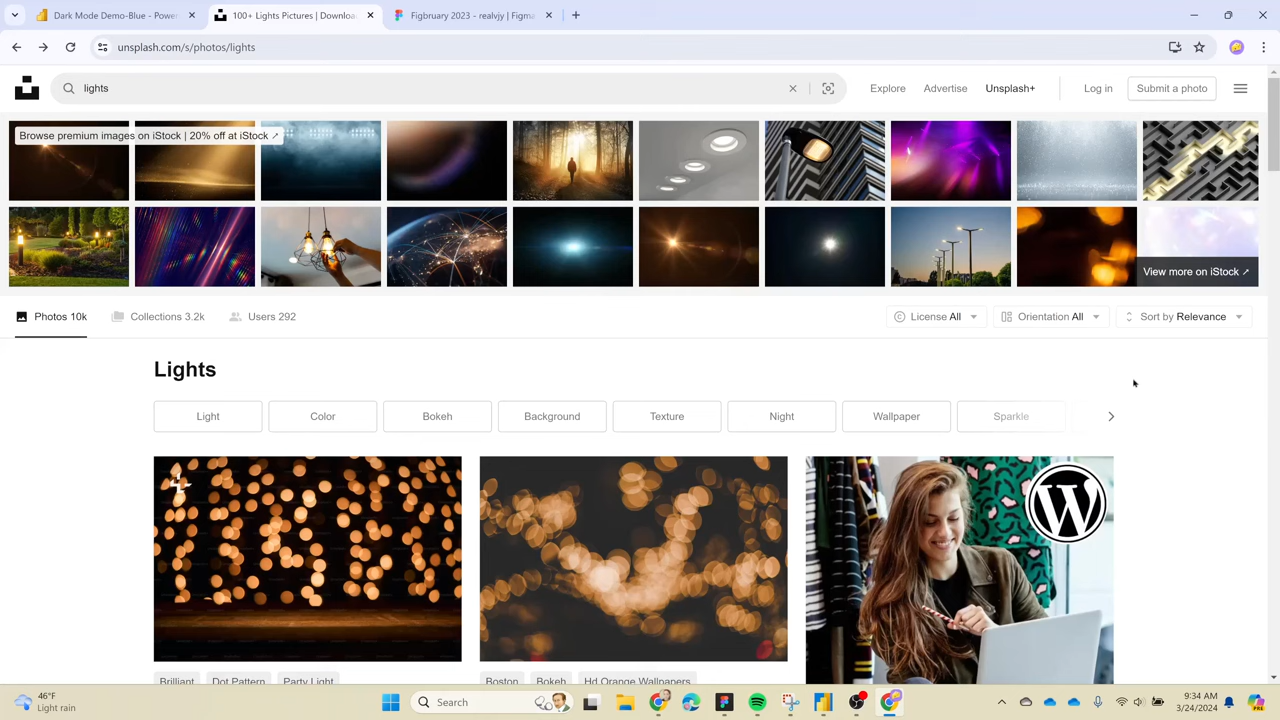 Dark Mode Demo-Blue - Power
100+ Lights Pictures | Downloa
Figbruary 2023 - realvjy | Figma
unsplash.com/s/photos/lights
lights
Explore
Advertise
Unsplash+
Log in
Submit a photo
Browse premium images on iStock | 20% off at iStock ↗
View more on iStock ↗
Photos 10k
Collections 3.2k
Users 292
License All
Orientation All
Sort by Relevance
Lights
Light
Color
Bokeh
Background
Texture
Night
Wallpaper
Sparkle
W
Brilliant
Dot Pattern
Party Light
Boston
Bokeh
Hd Orange Wallpapers
46°F
Light rain
Search
9:34 AM
3/24/2024